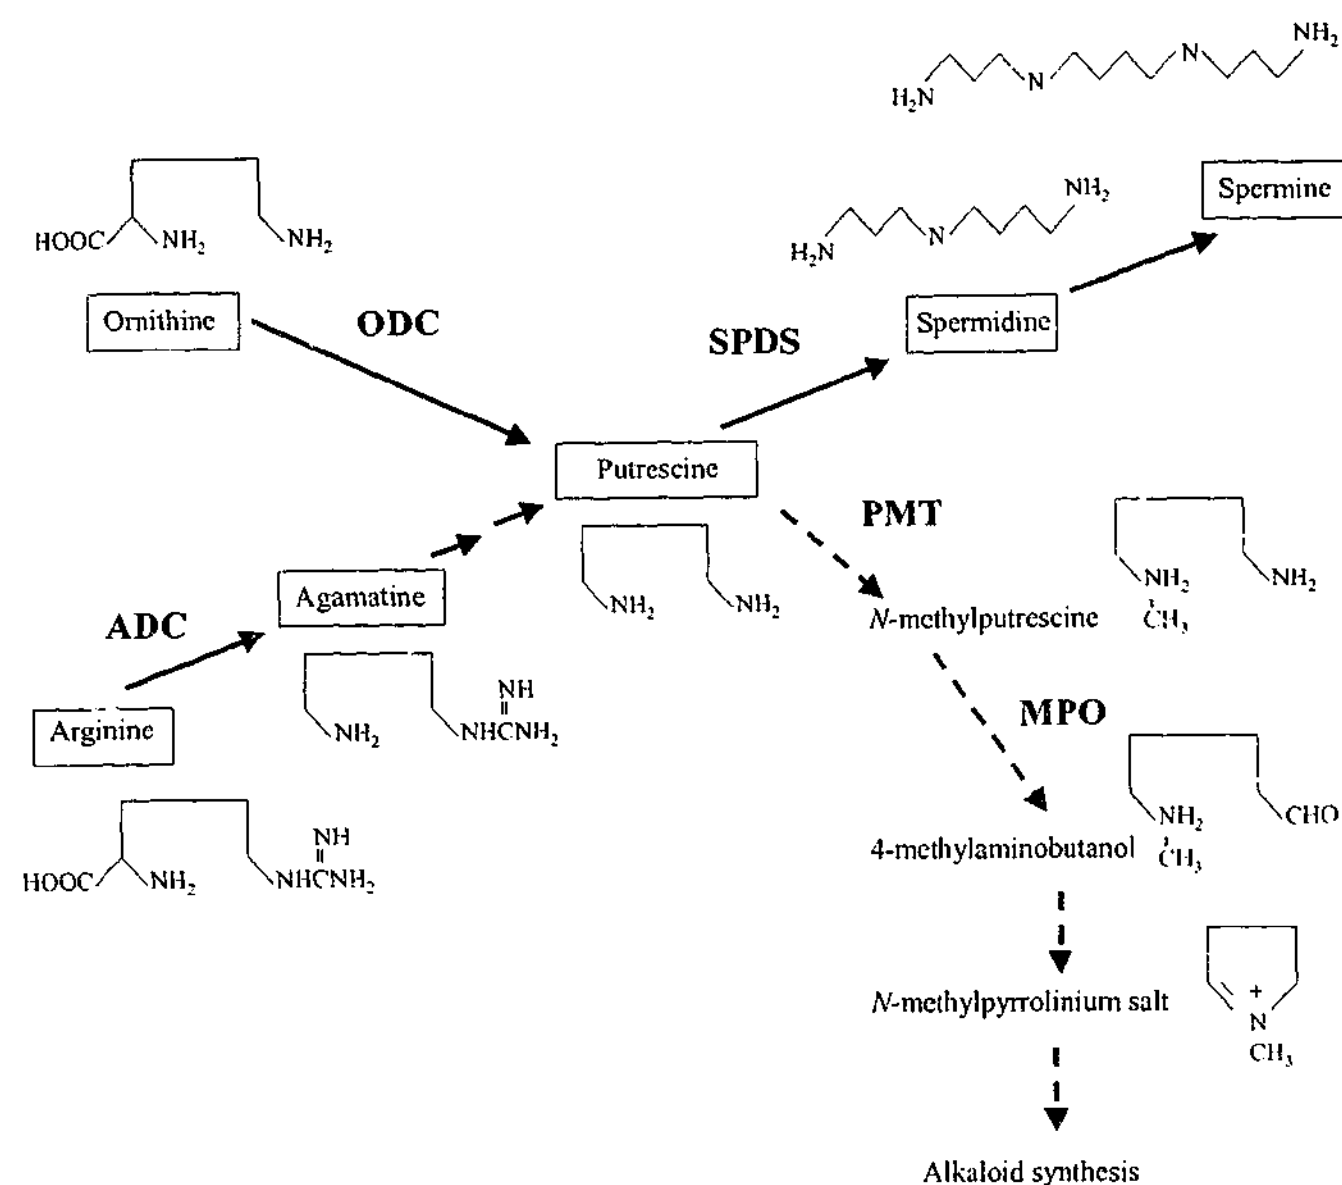 NH₂
H₂N
N
N
Spermine
NH₂
H₂N
N
HOOC
NH₂
NH₂
Ornithine
ODC
SPDS
Spermidine
Putrescine
PMT
NH₂
NH₂
NH₂
NH₂
CH₃
N-methylputrescine
Agamatine
ADC
NH
NH₂
NHCNH₂
Arginine
MPO
NH₂
CHO
CH₃
4-methylaminobutanol
NH
HOOC
NH₂
NHCNH₂
N-methylpyrrolinium salt
+
N
CH₃
Alkaloid synthesis